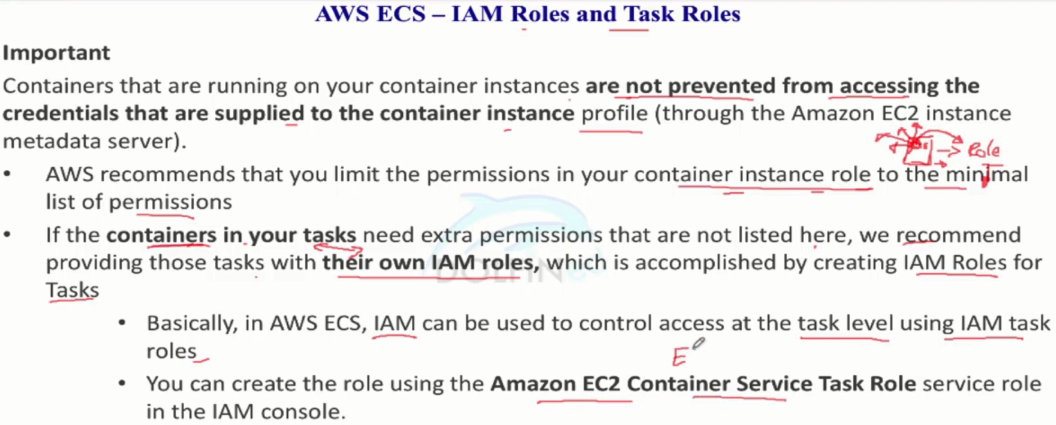 AWS ECS – IAM Roles and Task Roles
Important
Containers that are running on your container instances are not prevented from accessing the
credentials that are supplied to the container instance profile (through the Amazon EC2 instance
metadata server).
Role
• AWS recommends that you limit the permissions in your container instance role to the minimal
list of permissions
• If the containers in your tasks need extra permissions that are not listed here, we recommend
providing those tasks with their own IAM roles, which is accomplished by creating IAM Roles for
Tasks
• Basically, in AWS ECS, IAM can be used to control access at the task level using IAM task
roles
E
• You can create the role using the Amazon EC2 Container Service Task Role service role
in the IAM console.